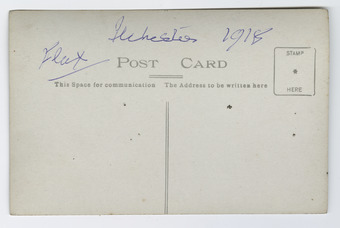 Ilchester 1918
Flax
POST CARD
STAMP
HERE
This Space for communication The Address to be written here